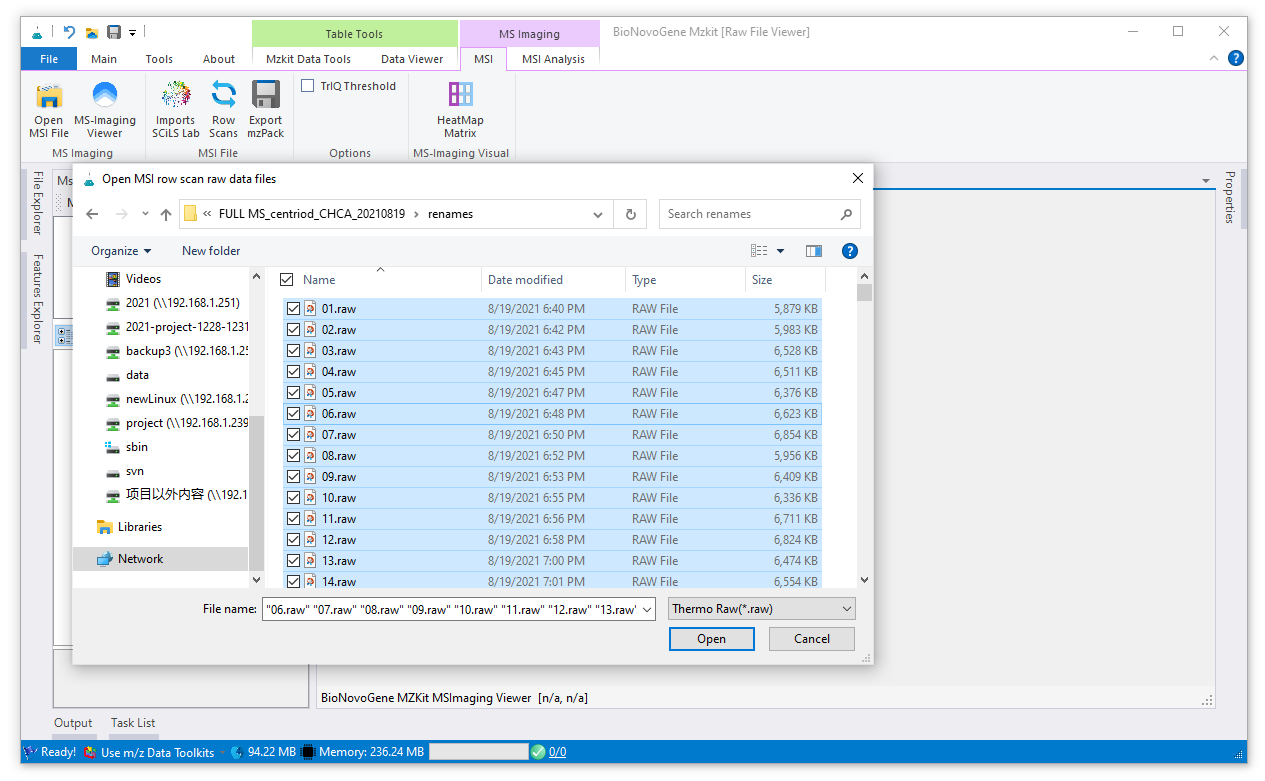 Table Tools
MS Imaging
BioNovoGene Mzkit [Raw File Viewer]
File
Main
Tools
About
Mzkit Data Tools
Data Viewer
MSI
MSI Analysis
Open MSI File
MS-Imaging Viewer
Imports SCiLS Lab
Row Scans
Export mzPack
TrIQ Threshold
HeatMap Matrix
MS Imaging
MSI File
Options
MS-Imaging Visual
File Explorer
Features Explorer
Properties
Open MSI row scan raw data files
« FULL MS_centriod_CHCA_20210819 › renames
Search renames
Organize
New folder
Videos
2021 (\\192.168.1.251)
2021-project-1228-1231
backup3 (\\192.168.1.25
data
newLinux (\\192.168.1.2
project (\\192.168.1.239
sbin
svn
项目以外内容 (\\192.1
Libraries
Network
Name Date modified Type Size
01.raw 8/19/2021 6:40 PM RAW File 5,879 KB
02.raw 8/19/2021 6:42 PM RAW File 5,983 KB
03.raw 8/19/2021 6:43 PM RAW File 6,528 KB
04.raw 8/19/2021 6:45 PM RAW File 6,511 KB
05.raw 8/19/2021 6:47 PM RAW File 6,376 KB
06.raw 8/19/2021 6:48 PM RAW File 6,623 KB
07.raw 8/19/2021 6:50 PM RAW File 6,854 KB
08.raw 8/19/2021 6:52 PM RAW File 5,956 KB
09.raw 8/19/2021 6:53 PM RAW File 6,409 KB
10.raw 8/19/2021 6:55 PM RAW File 6,336 KB
11.raw 8/19/2021 6:56 PM RAW File 6,711 KB
12.raw 8/19/2021 6:58 PM RAW File 6,824 KB
13.raw 8/19/2021 7:00 PM RAW File 6,474 KB
14.raw 8/19/2021 7:01 PM RAW File 6,554 KB
File name: "06.raw" "07.raw" "08.raw" "09.raw" "10.raw" "11.raw" "12.raw" "13.raw'
Thermo Raw(*.raw)
Open
Cancel
BioNovoGene MZKit MSImaging Viewer [n/a, n/a]
Output
Task List
Ready! Use m/z Data Toolkits 94.22 MB Memory: 236.24 MB 0/0